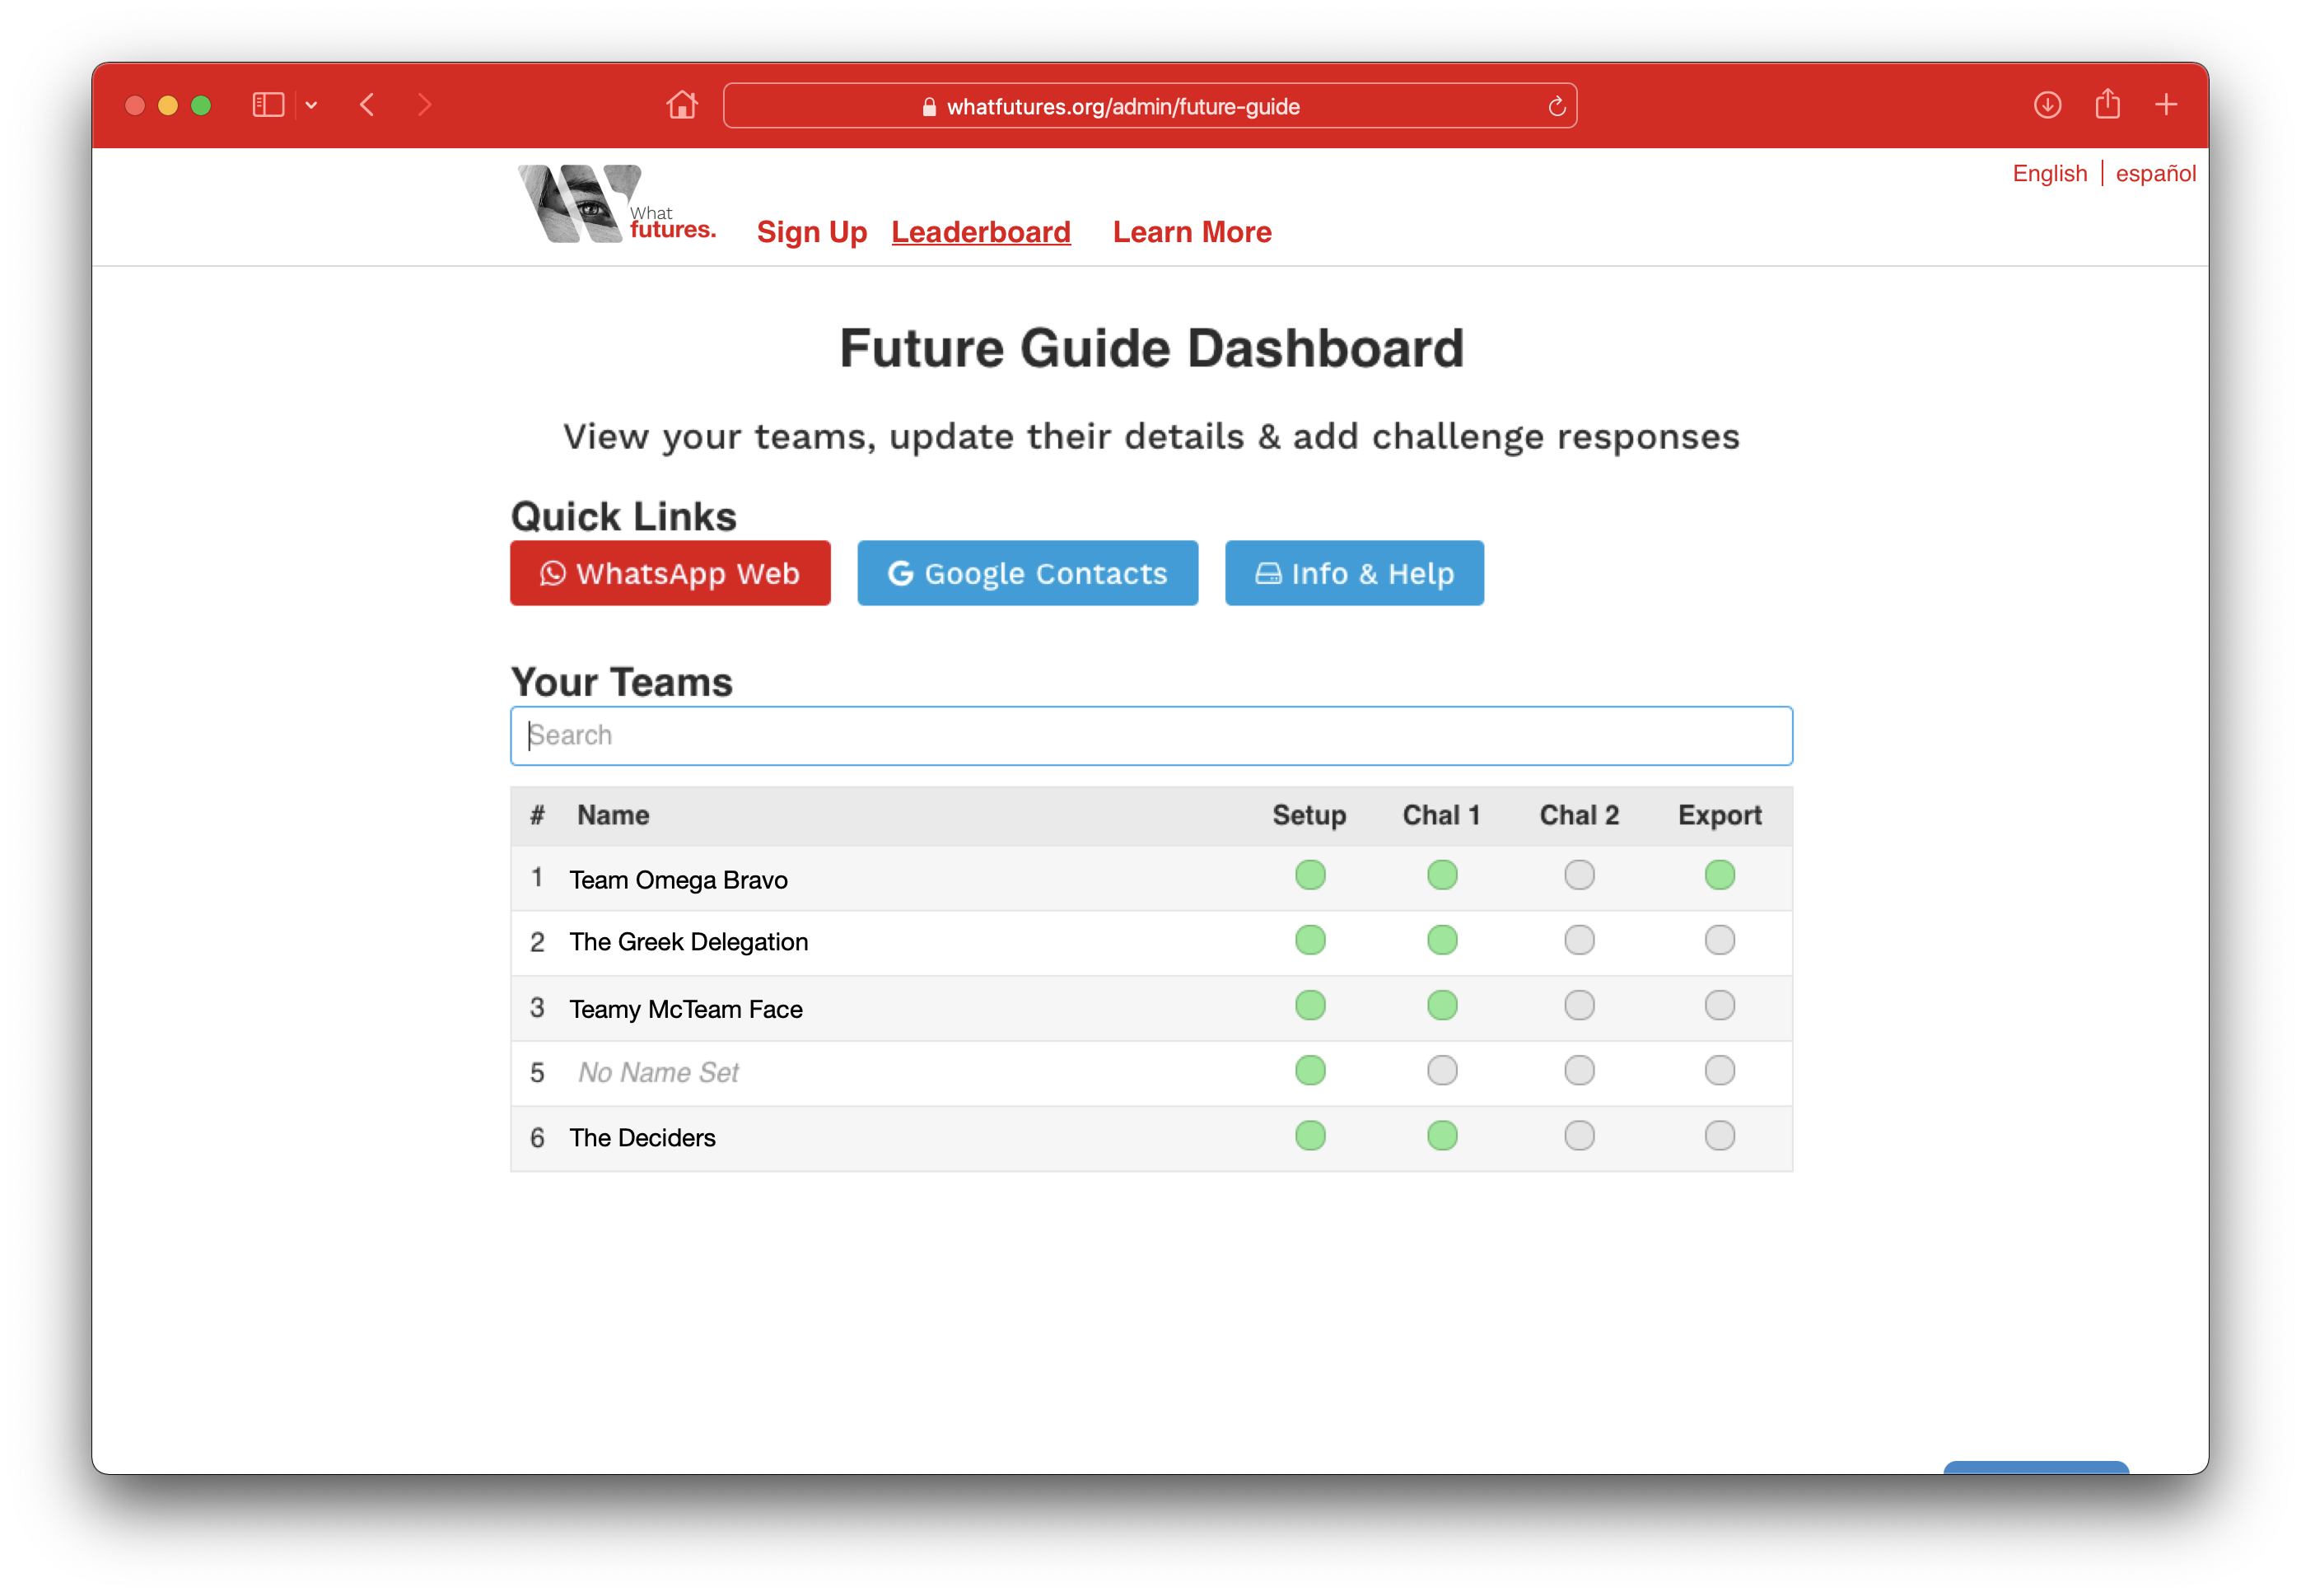 whatfutures.org/admin/future-guide
English | español
What
futures.
Sign Up Leaderboard Learn More
Future Guide Dashboard
View your teams, update their details & add challenge responses
Quick Links
WhatsApp Web Google Contacts Info & Help
Your Teams
Search
# Name Setup Chal 1 Chal 2 Export
1 Team Omega Bravo
2 The Greek Delegation
3 Teamy McTeam Face
5 No Name Set
6 The Deciders